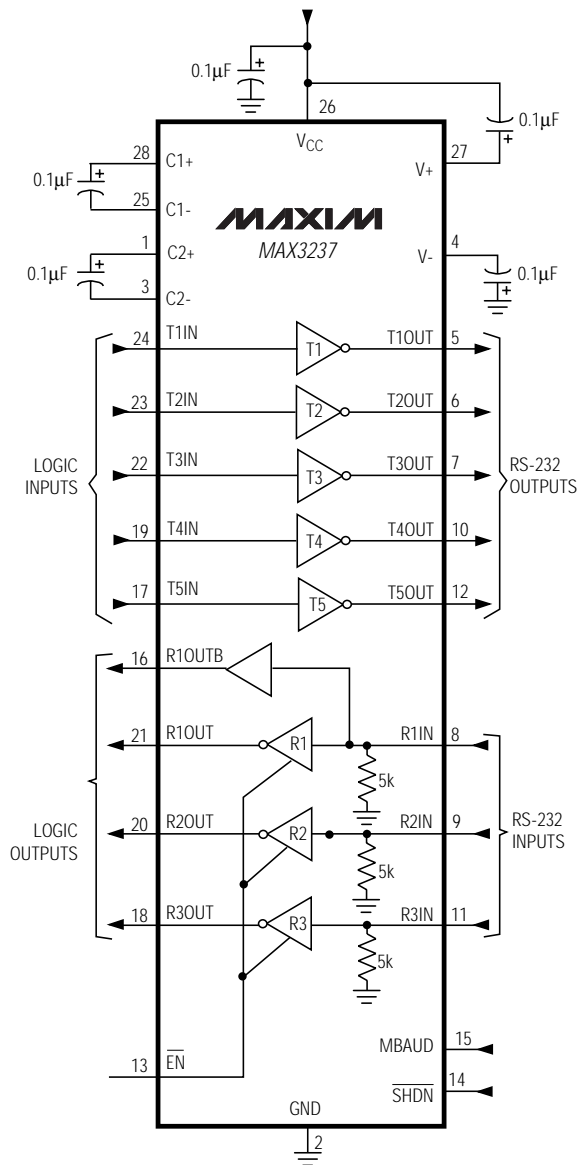 0.1μF +
26
0.1μF +
VCC
28 C1+
V+ 27
0.1μF +
25 C1-
MAXIM
MAX3237
1 C2+
V- 4
0.1μF +
0.1μF +
3 C2-
24 T1IN T1 T1OUT 5
23 T2IN T2 T2OUT 6
LOGIC
INPUTS
22 T3IN T3 T3OUT 7
RS-232
OUTPUTS
19 T4IN T4 T4OUT 10
17 T5IN T5 T5OUT 12
16 R1OUTB
21 R1OUT R1 R1IN 8
5k
LOGIC
OUTPUTS
20 R2OUT R2 R2IN 9
RS-232
INPUTS
5k
18 R3OUT R3 R3IN 11
5k
MBAUD 15
13 EN
SHDN 14
GND
2